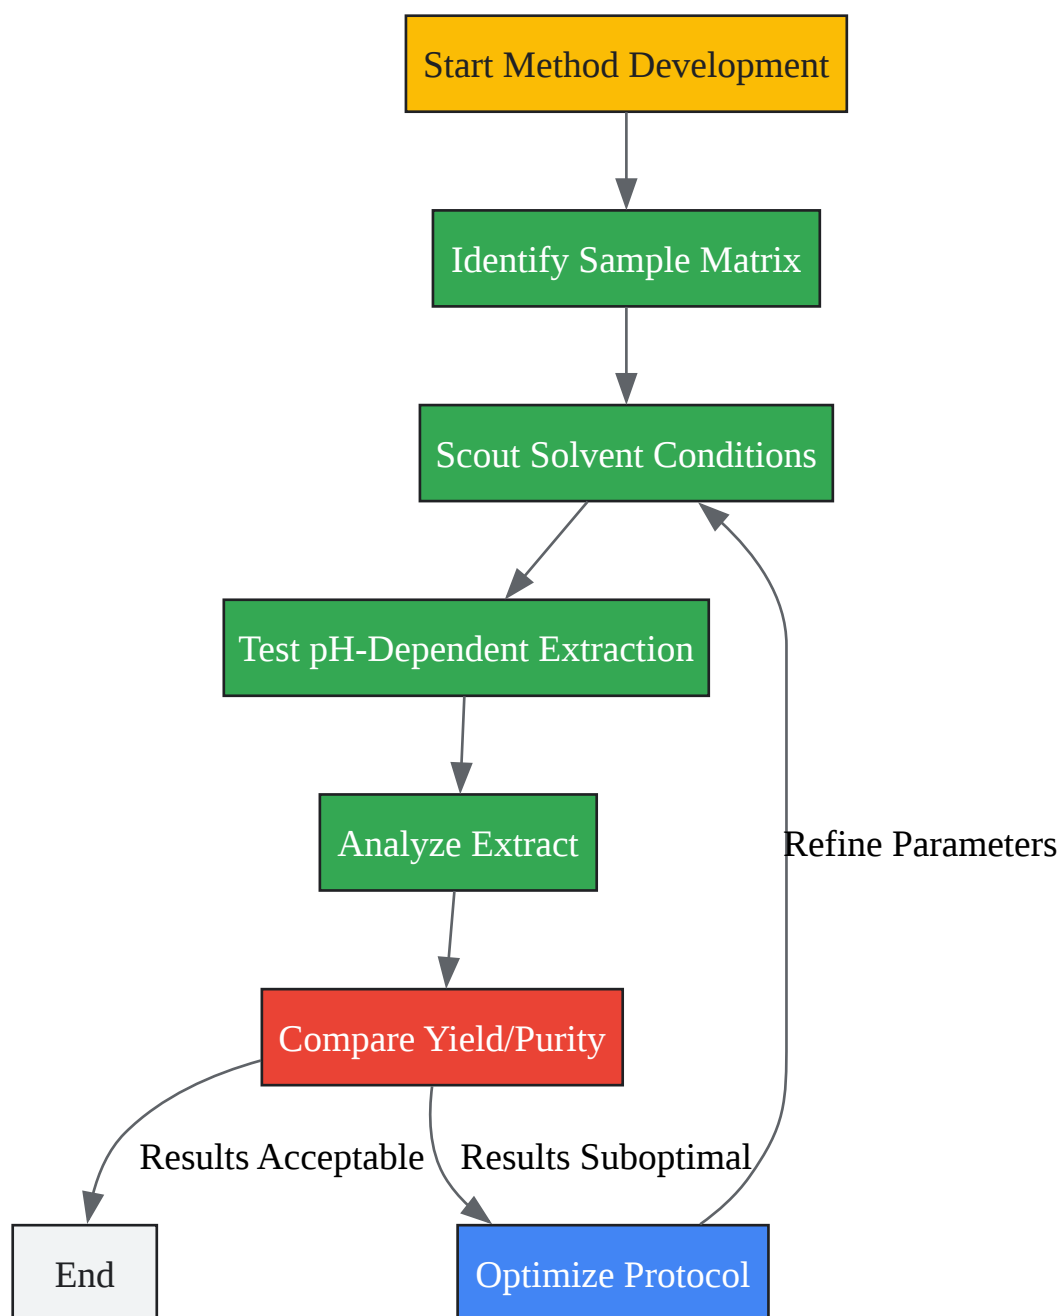 Start Method Development
Identify Sample Matrix
Scout Solvent Conditions
Test pH-Dependent Extraction
Analyze Extract
Refine Parameters
Compare Yield/Purity
Results Acceptable
Results Suboptimal
End
Optimize Protocol